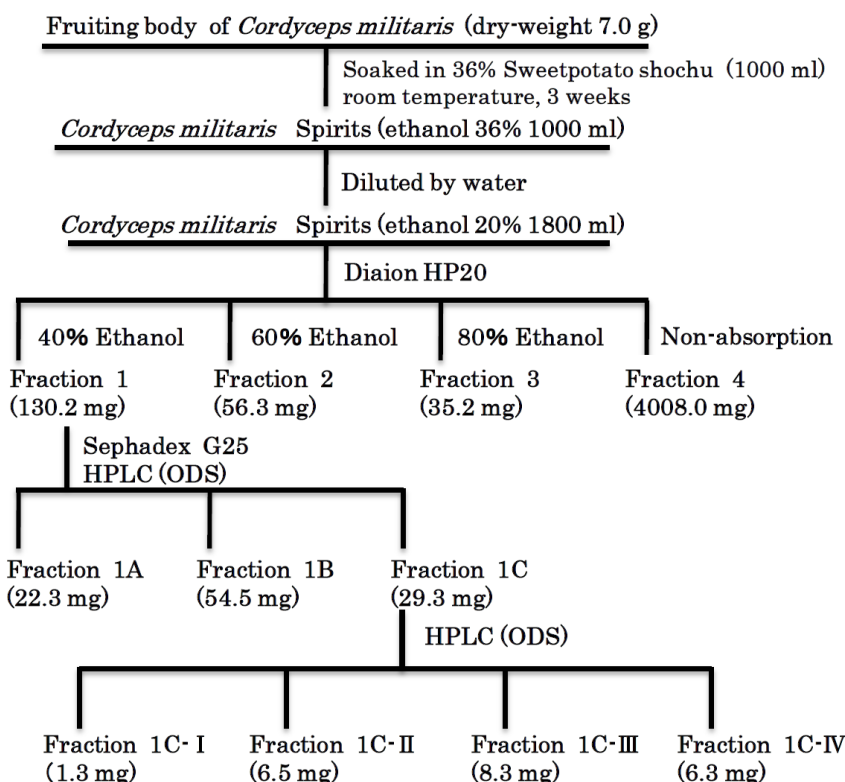 Fruiting body of Cordyceps militaris (dry-weight 7.0 g)
Soaked in 36% Sweetpotato shochu (1000 ml)
room temperature, 3 weeks
Cordyceps militaris Spirits (ethanol 36% 1000 ml)
Diluted by water
Cordyceps militaris Spirits (ethanol 20% 1800 ml)
Diaion HP20
40% Ethanol 60% Ethanol 80% Ethanol Non-absorption
Fraction 1 Fraction 2 Fraction 3 Fraction 4
(130.2 mg) (56.3 mg) (35.2 mg) (4008.0 mg)
Sephadex G25
HPLC (ODS)
Fraction 1A Fraction 1B Fraction 1C
(22.3 mg) (54.5 mg) (29.3 mg)
HPLC (ODS)
Fraction 1C-Ⅰ Fraction 1C-Ⅱ Fraction 1C-Ⅲ Fraction 1C-Ⅳ
(1.3 mg) (6.5 mg) (8.3 mg) (6.3 mg)